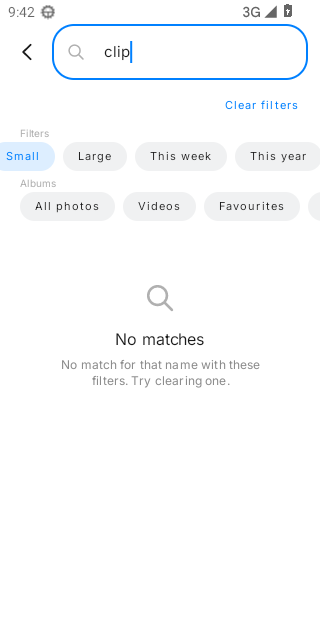 9:42
3G
clip
Clear filters
Filters
Small
Large
This week
This year
Albums
All photos
Videos
Favourites
No matches
No match for that name with these
filters. Try clearing one.